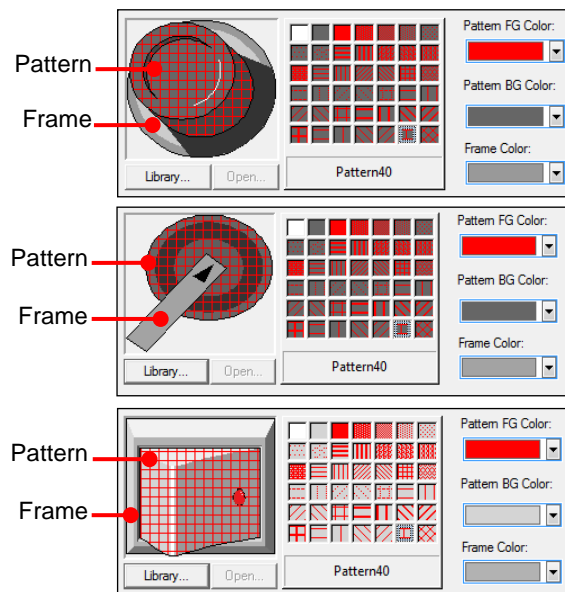 Pattern
Frame
Library...
Open...
Pattern40
Pattern FG Color:
Pattern BG Color:
Frame Color:
Pattern
Frame
Library...
Open...
Pattern40
Pattern FG Color:
Pattern BG Color:
Frame Color:
Pattern
Frame
Library...
Open...
Pattern40
Pattern FG Color:
Pattern BG Color:
Frame Color: